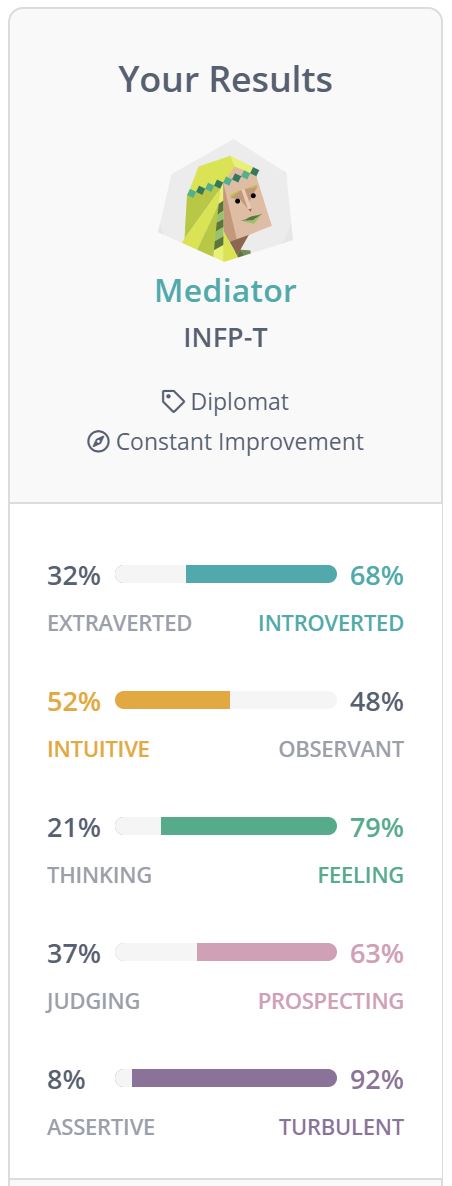 Your Results
Mediator
INFP-T
Diplomat
Constant Improvement
32% 68%
EXTRAVERTED INTROVERTED
52% 48%
INTUITIVE OBSERVANT
21% 79%
THINKING FEELING
37% 63%
JUDGING PROSPECTING
8% 92%
ASSERTIVE TURBULENT